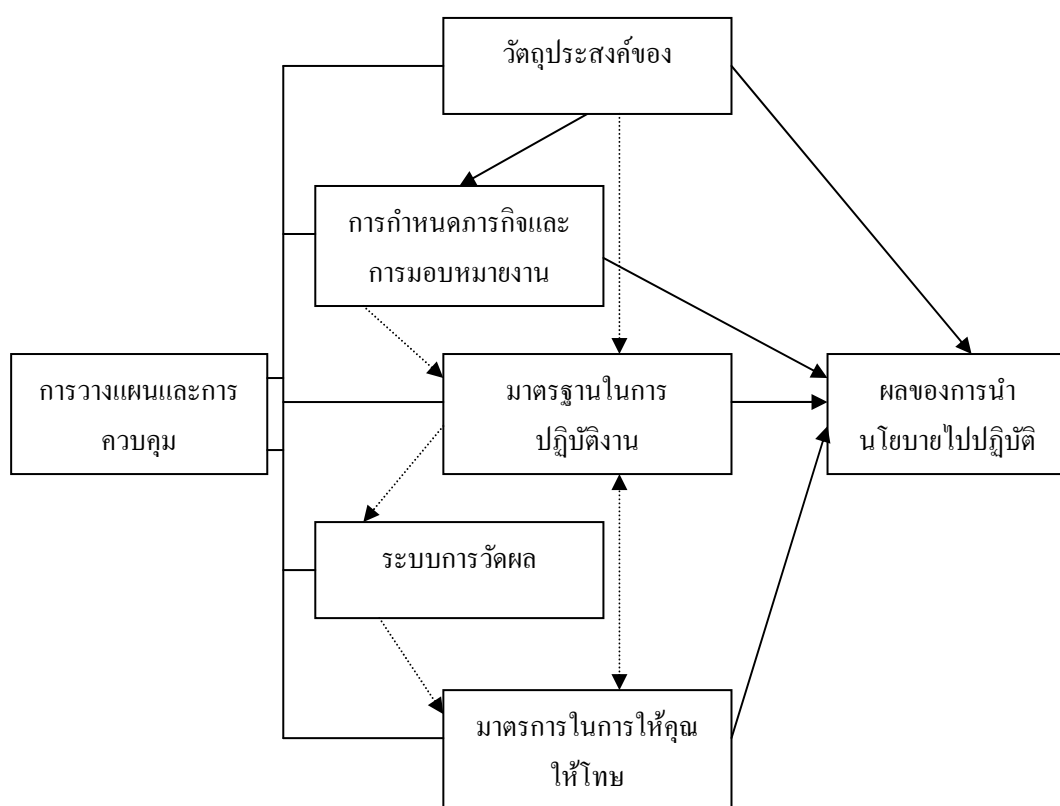 วัตถุประสงค์ของ
การกำหนดภารกิจและ
การมอบหมายงาน
การวางแผนและการ
ควบคุม
มาตรฐานในการ
ปฏิบัติงาน
ผลของการนำ
นโยบายไปปฏิบัติ
ระบบการวัดผล
มาตรการในการให้คุณ
ให้โทษ